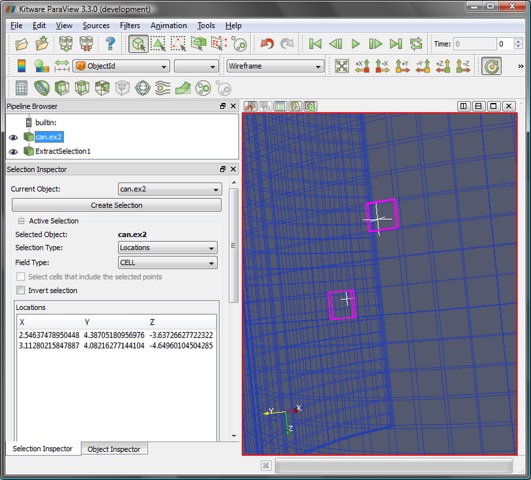 Kitware ParaView 3.3.0 (Development)
File Edit View Sources Filters Animation Tools Help
Time: 0 0
ObjectId Wireframe
+X -X +Y -Y +Z -Z
Pipeline Browser
builtin:
can.ex2
ExtractSelection1
Selection Inspector
Current Object: can.ex2
Create Selection
Active Selection
Selected Object: can.ex2
Selection Type: Locations
Field Type: CELL
Select cells that include the selected points
Invert selection
Locations
X Y Z
2.54637478950448 4.38705180956976 -3.63726627722322
3.11280215847887 4.08216277144104 -4.64960104504285
Y X
Z
Selection Inspector Object Inspector